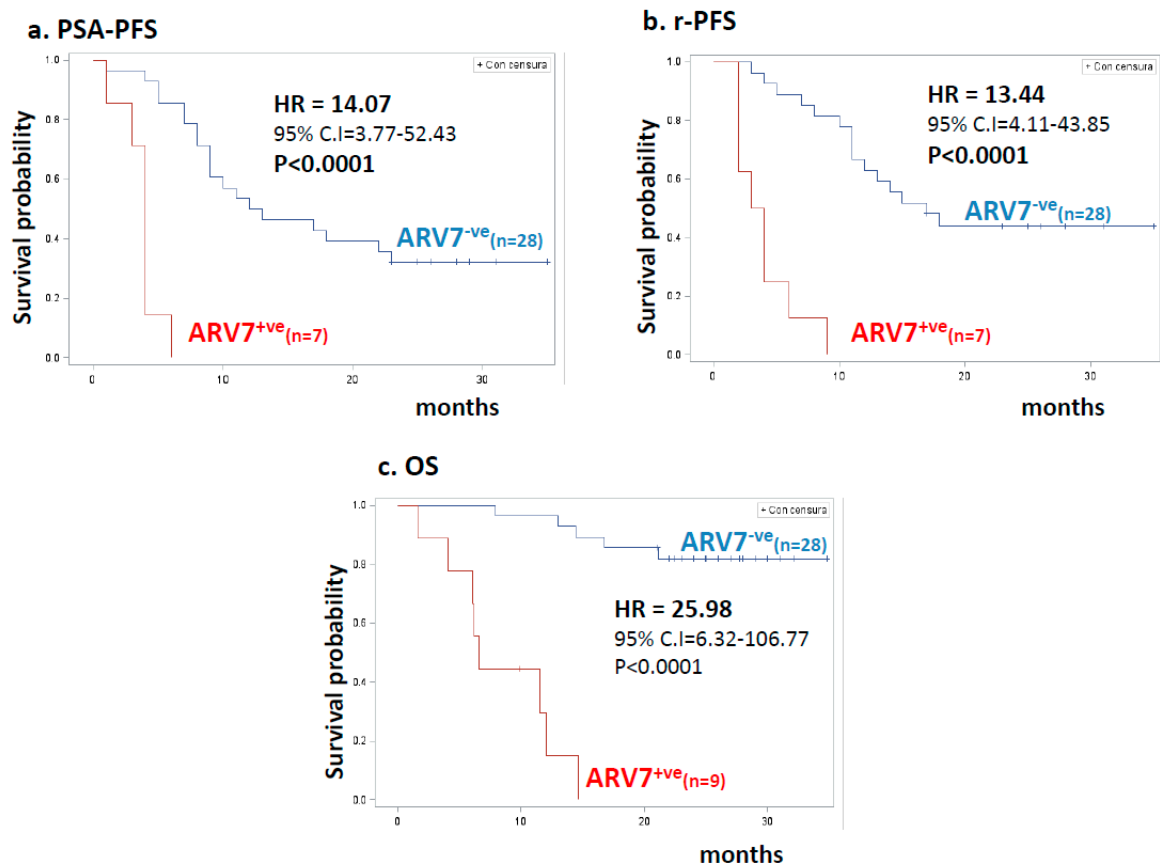 a. PSA-PFS
+ Con censura
HR = 14.07
95% C.I=3.77-52.43
P<0.0001
ARV7-ve(n=28)
ARV7+ve(n=7)
Survival probability
1.0
0.8
0.6
0.4
0.2
0.0
0 10 20 30
months
b. r-PFS
+ Con censura
HR = 13.44
95% C.I=4.11-43.85
P<0.0001
ARV7-ve(n=28)
ARV7+ve(n=7)
Survival probability
1.0
0.8
0.6
0.4
0.2
0.0
0 10 20 30
months
c. OS
+ Con censura
ARV7-ve(n=28)
HR = 25.98
95% C.I=6.32-106.77
P<0.0001
ARV7+ve(n=9)
Survival probability
1.0
0.8
0.6
0.4
0.2
0.0
0 10 20 30
months